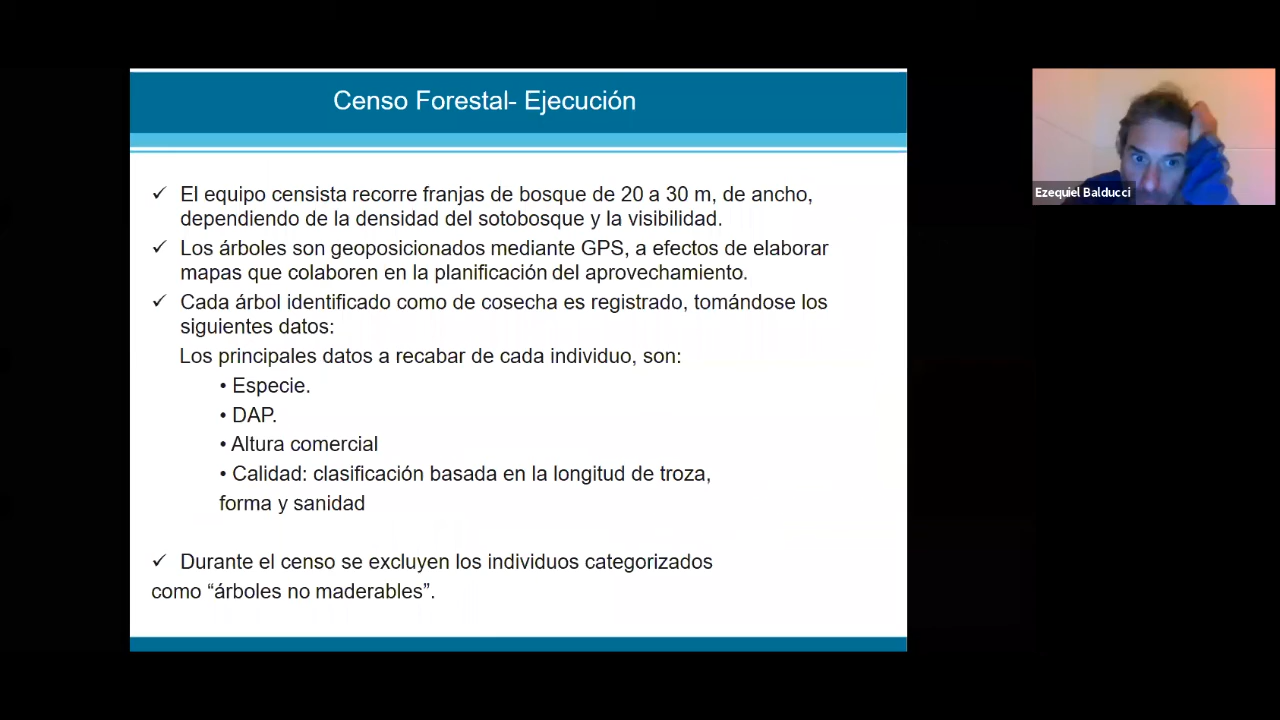 Censo Forestal- Ejecución
✓ El equipo censista recorre franjas de bosque de 20 a 30 m, de ancho,
dependiendo de la densidad del sotobosque y la visibilidad.
✓ Los árboles son geoposicionados mediante GPS, a efectos de elaborar
mapas que colaboren en la planificación del aprovechamiento.
✓ Cada árbol identificado como de cosecha es registrado, tomándose los
siguientes datos:
Los principales datos a recabar de cada individuo, son:
• Especie.
• DAP.
• Altura comercial
• Calidad: clasificación basada en la longitud de troza,
forma y sanidad
✓ Durante el censo se excluyen los individuos categorizados
como “árboles no maderables”.
Ezequiel Balducci